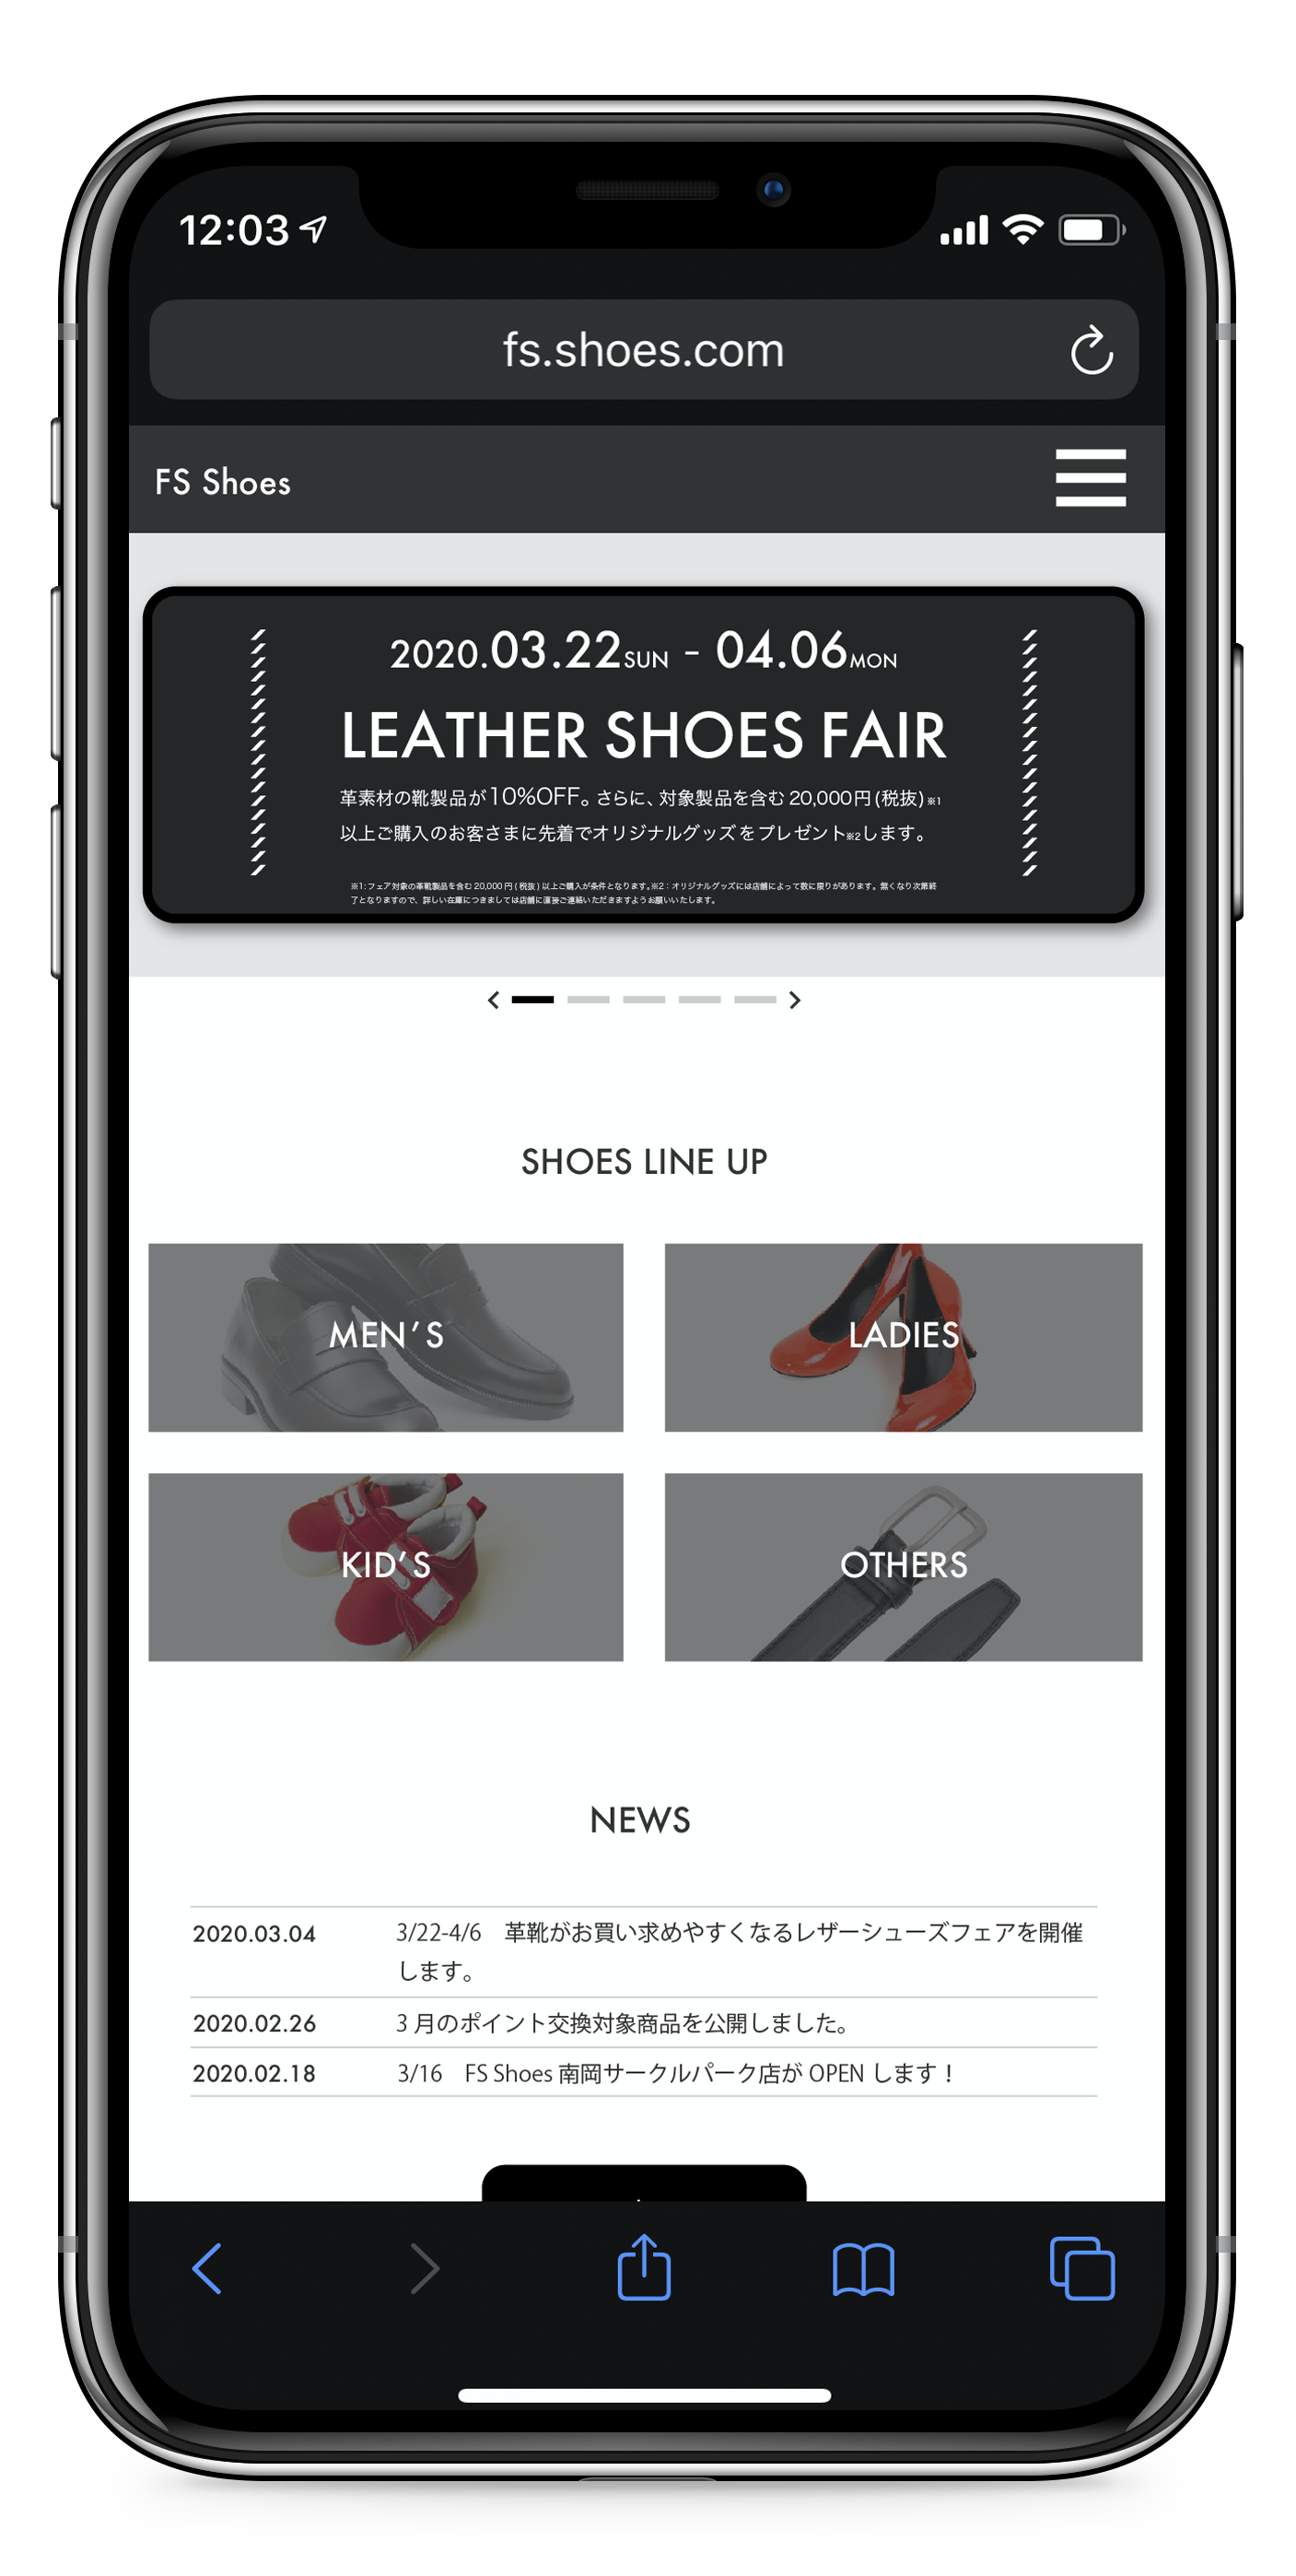 12:03
fs.shoes.com
FS Shoes
2020.03.22SUN - 04.06MON
LEATHER SHOES FAIR
革素材の靴製品が10%OFF。さらに、対象製品を含む20,000円(税抜)※1
以上ご購入のお客さまに先着でオリジナルグッズをプレゼント※2します。
※1:フェア対象の革靴製品を含む20,000円(税抜)以上ご購入が条件となります。※2：オリジナルグッズには店舗によって数に限りがあります。無くなり次第終
了となりますので、詳しい在庫につきましては店舗に直接ご連絡いただきますようお願いいたします。
SHOES LINE UP
MEN'S
LADIES
KID'S
OTHERS
NEWS
2020.03.04 3/22-4/6　革靴がお買い求めやすくなるレザーシューズフェアを開催
します。
2020.02.26 3月のポイント交換対象商品を公開しました。
2020.02.18 3/16　FS Shoes 南岡サークルパーク店が OPEN します！